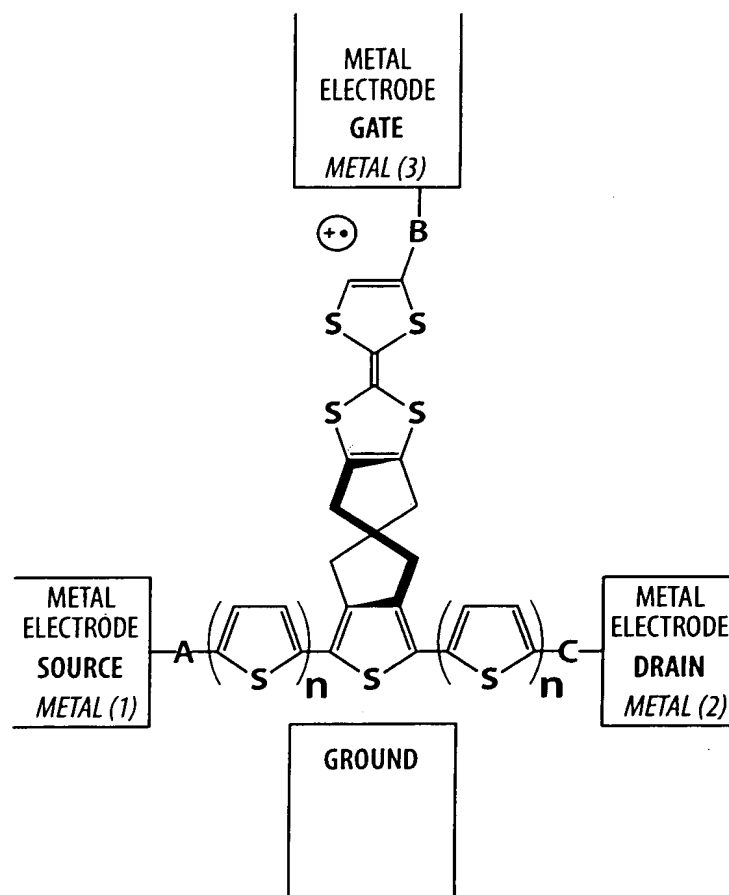 METAL
ELECTRODE
GATE
METAL (3)
+•
B
S S
S S
METAL
ELECTRODE
SOURCE
METAL (1)
A
S
n
S
S
n
C
METAL
ELECTRODE
DRAIN
METAL (2)
GROUND